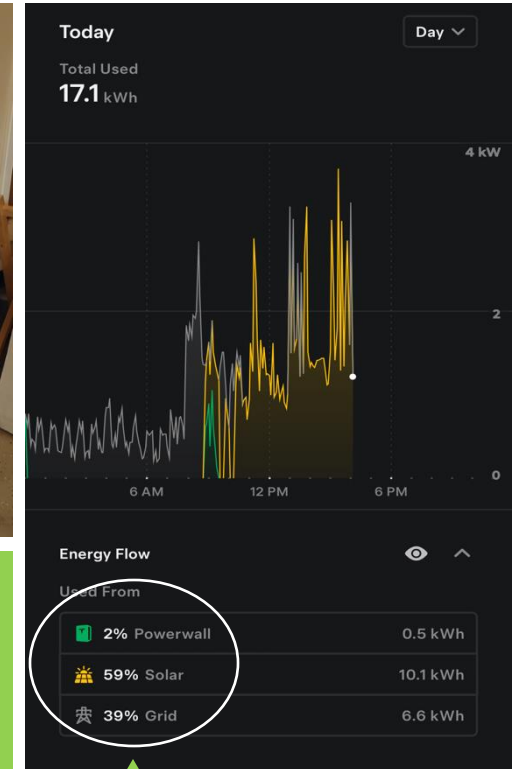 Today
Day
Total Used
17.1 kWh
4 kW
2
0
6 AM 12 PM 6 PM
Energy Flow
Used From
2% Powerwall 0.5 kWh
59% Solar 10.1 kWh
39% Grid 6.6 kWh